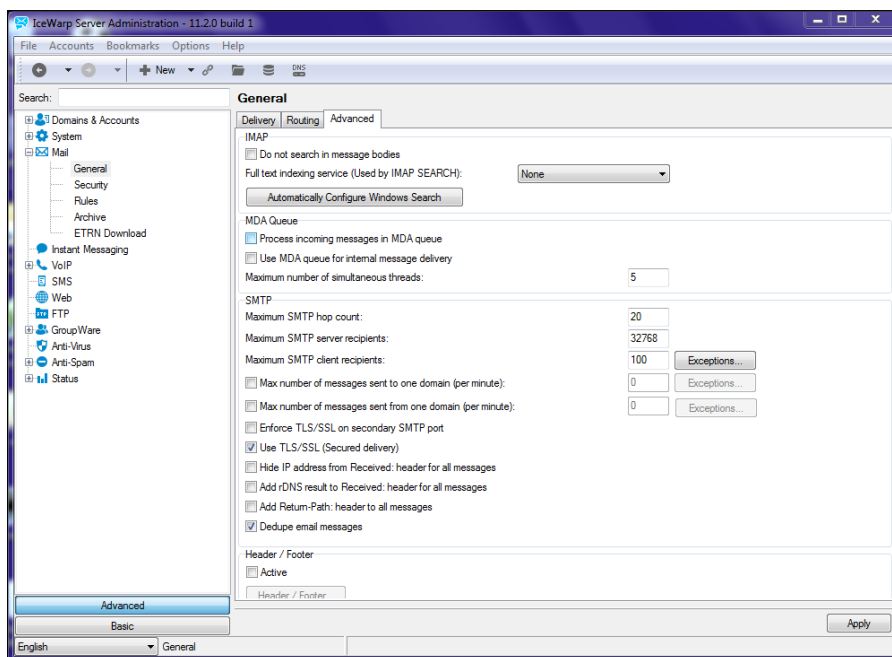 IceWarp Server Administration - 11.2.0 build 1
File Accounts Bookmarks Options Help
New DNS
Search:
Domains & Accounts
System
Mail
General
Security
Rules
Archive
ETRN Download
Instant Messaging
VoIP
SMS
Web
FTP
GroupWare
Anti-Virus
Anti-Spam
Status
Advanced
Basic
General
Delivery Routing Advanced
IMAP
Do not search in message bodies
Full text indexing service (Used by IMAP SEARCH): None
Automatically Configure Windows Search
MDA Queue
Process incoming messages in MDA queue
Use MDA queue for internal message delivery
Maximum number of simultaneous threads: 5
SMTP
Maximum SMTP hop count: 20
Maximum SMTP server recipients: 32768
Maximum SMTP client recipients: 100 Exceptions...
Max number of messages sent to one domain (per minute): 0 Exceptions...
Max number of messages sent from one domain (per minute): 0 Exceptions...
Enforce TLS/SSL on secondary SMTP port
Use TLS/SSL (Secured delivery)
Hide IP address from Received: header for all messages
Add rDNS result to Received: header for all messages
Add Return-Path: header to all messages
Dedupe email messages
Header / Footer
Active
Header / Footer...
Apply
English General